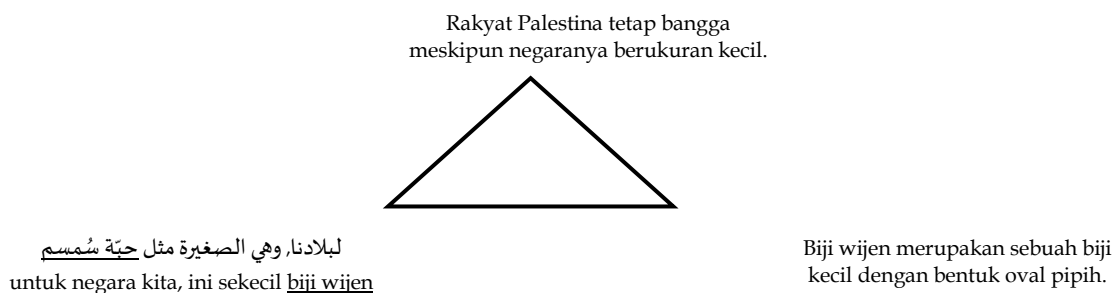 Rakyat Palestina tetap bangga
meskipun negaranya berukuran kecil.
لبلادنا, وهي الصغيرة مثل حبّة سُمسم
untuk negara kita, ini sekecil biji wijen
Biji wijen merupakan sebuah biji
kecil dengan bentuk oval pipih.